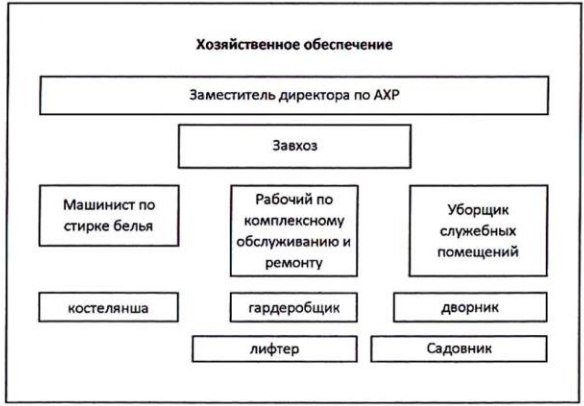 Хозяйственное обеспечение
Заместитель директора по АХР
Завхоз
Машинист по
стирке белья
Рабочий по
комплексному
обслуживанию и
ремонту
Уборщик
служебных
помещений
костелянша
гардеробщик
дворник
лифтер
Садовник